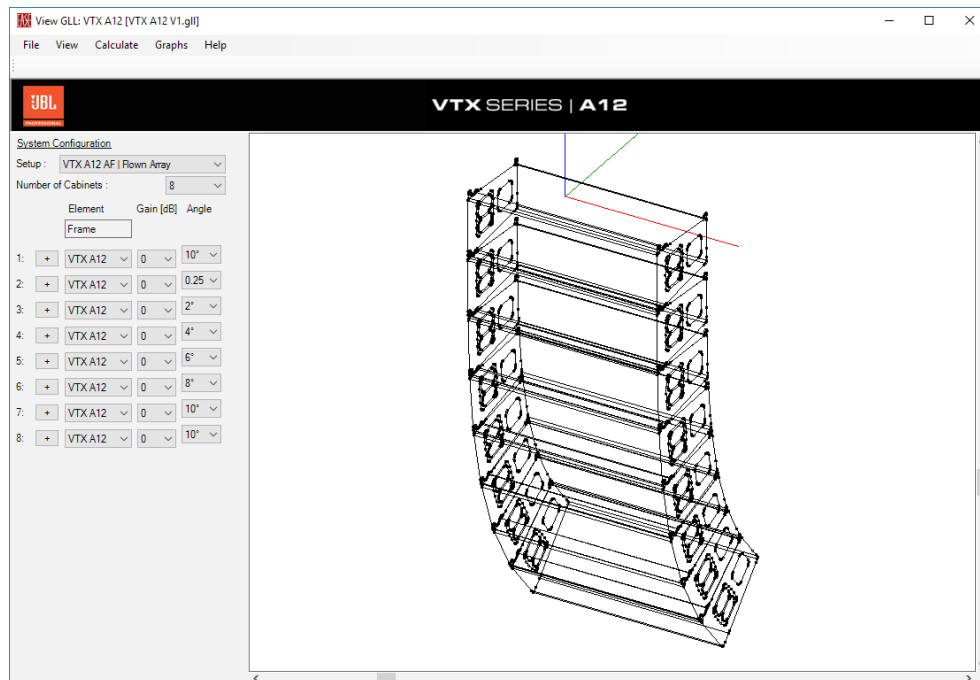 View GLL: VTX A12 [VTX A12 V1.gll]
File View Calculate Graphs Help
JBL
PROFESSIONAL
VTX SERIES | A12
System Configuration
Setup : VTX A12 AF | Flown Array
Number of Cabinets : 8
Element Gain [dB] Angle
Frame
1: + VTX A12 0 10°
2: + VTX A12 0 0.25
3: + VTX A12 0 2°
4: + VTX A12 0 4°
5: + VTX A12 0 6°
6: + VTX A12 0 8°
7: + VTX A12 0 10°
8: + VTX A12 0 10°